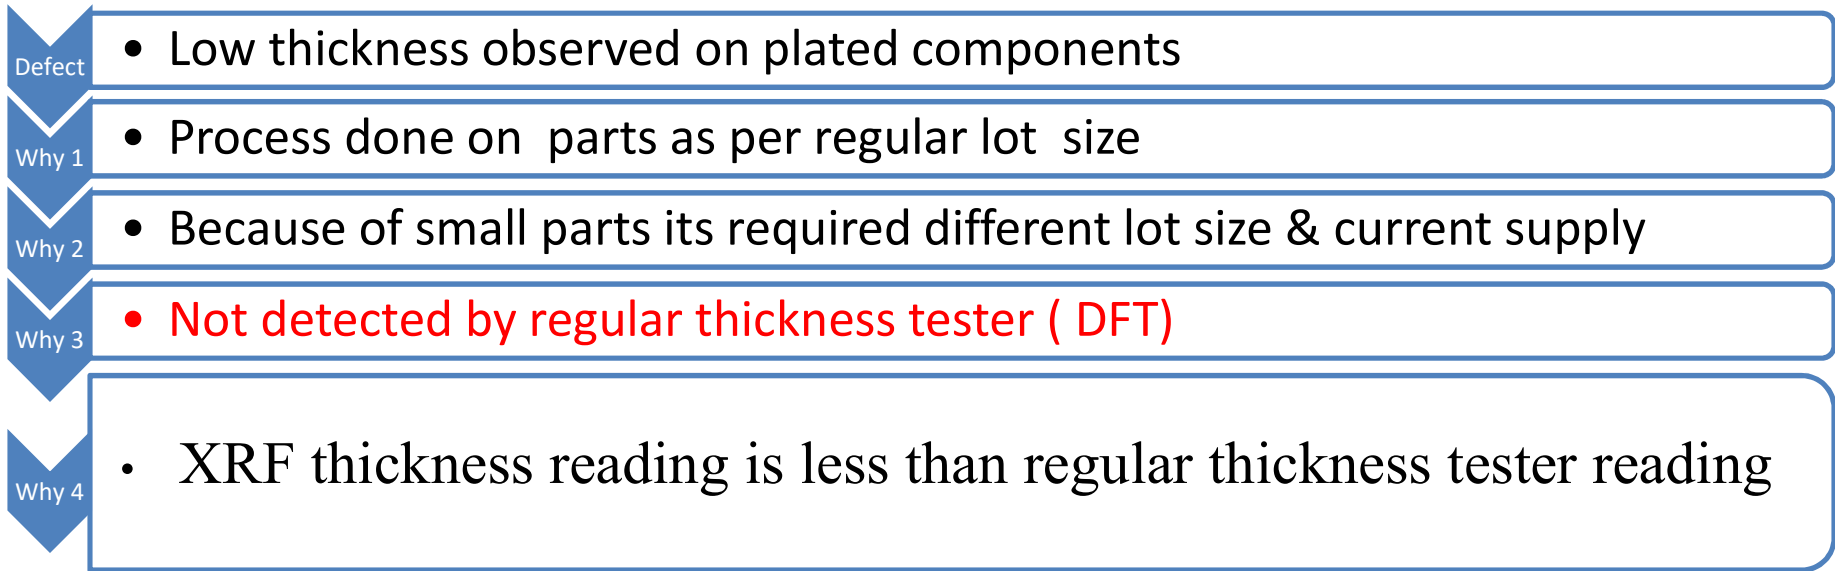 Defect
• Low thickness observed on plated components
Why 1
• Process done on  parts as per regular lot  size
Why 2
• Because of small parts its required different lot size & current supply
Why 3
• Not detected by regular thickness tester ( DFT)
Why 4
• XRF thickness reading is less than regular thickness tester reading